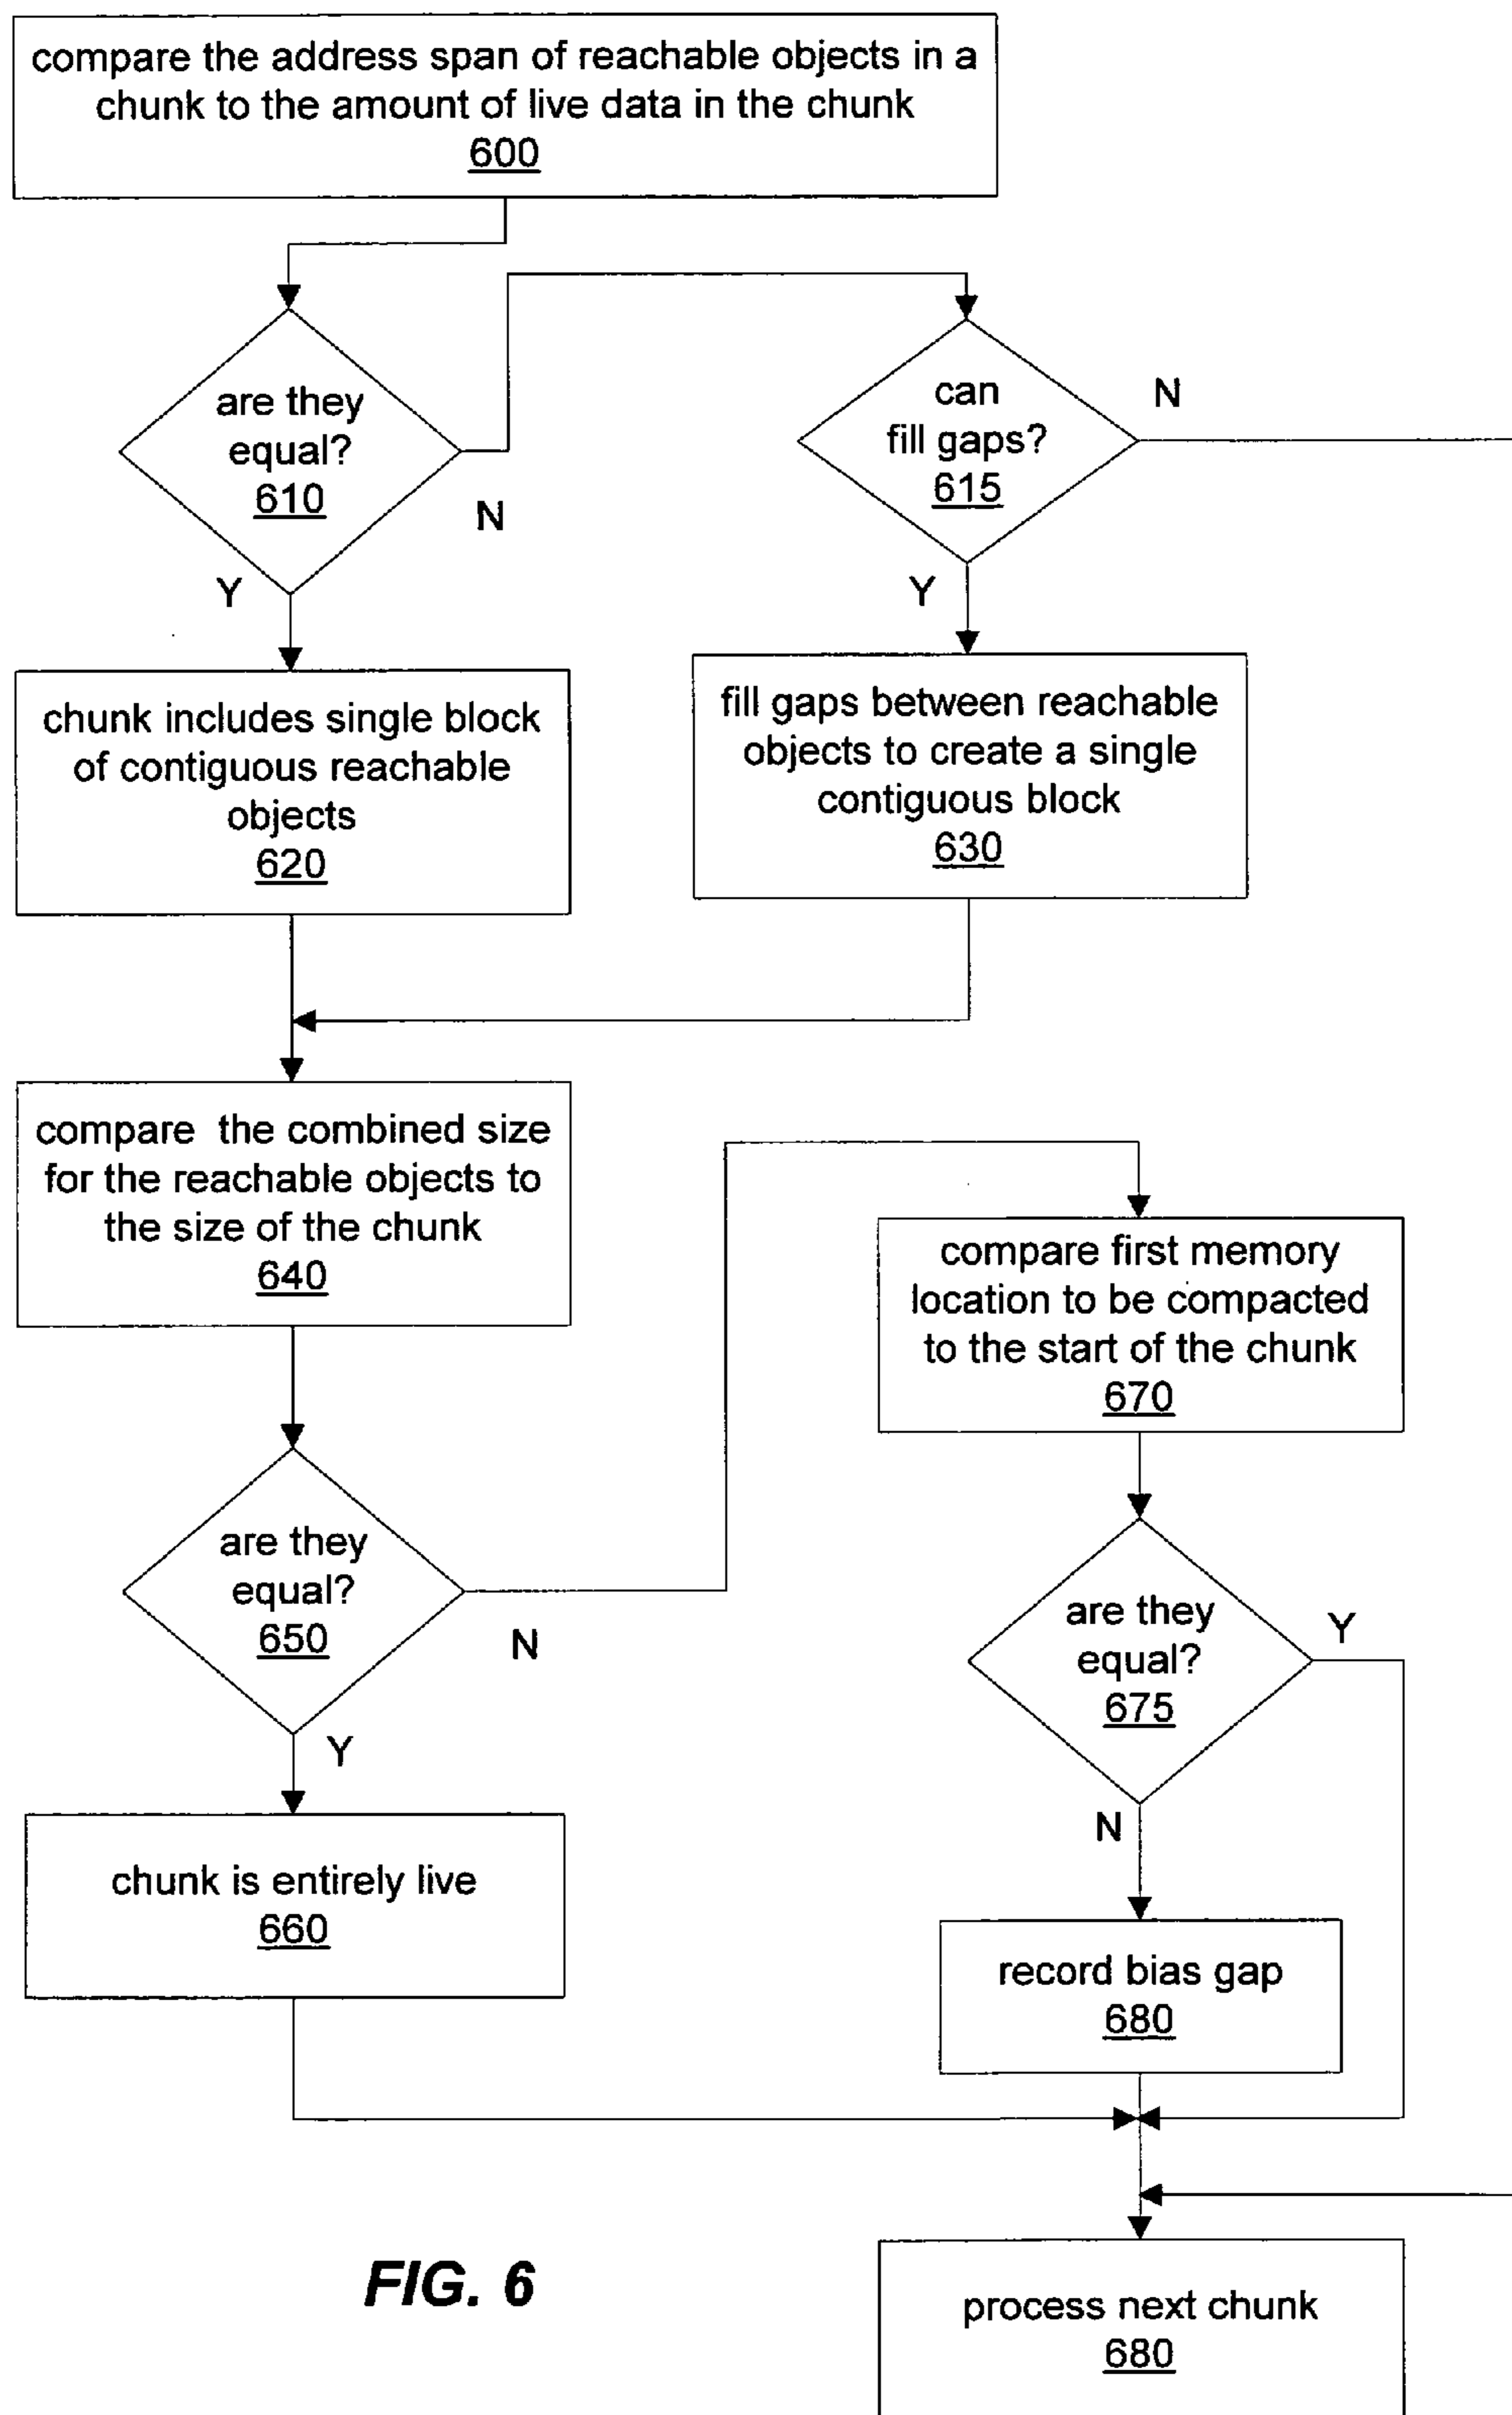 compare the address span of reachable objects in a
chunk to the amount of live data in the chunk
600
are they
equal?
610
N
Y
can
fill gaps?
615
N
Y
chunk includes single block
of contiguous reachable
objects
620
fill gaps between reachable
objects to create a single
contiguous block
630
compare the combined size
for the reachable objects to
the size of the chunk
640
are they
equal?
650
N
Y
compare first memory
location to be compacted
to the start of the chunk
670
are they
equal?
675
Y
N
chunk is entirely live
660
record bias gap
680
process next chunk
680
FIG. 6